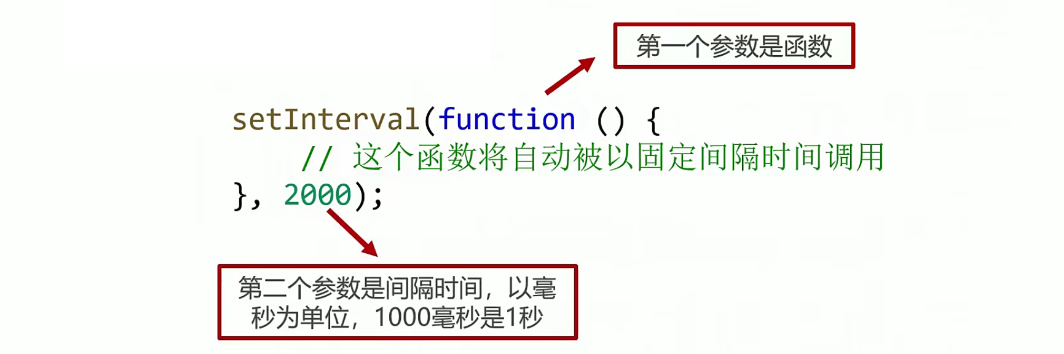 第一个参数是函数
setInterval(function () {
// 这个函数将自动被以固定间隔时间调用
}, 2000);
第二个参数是间隔时间，以毫
秒为单位，1000毫秒是1秒